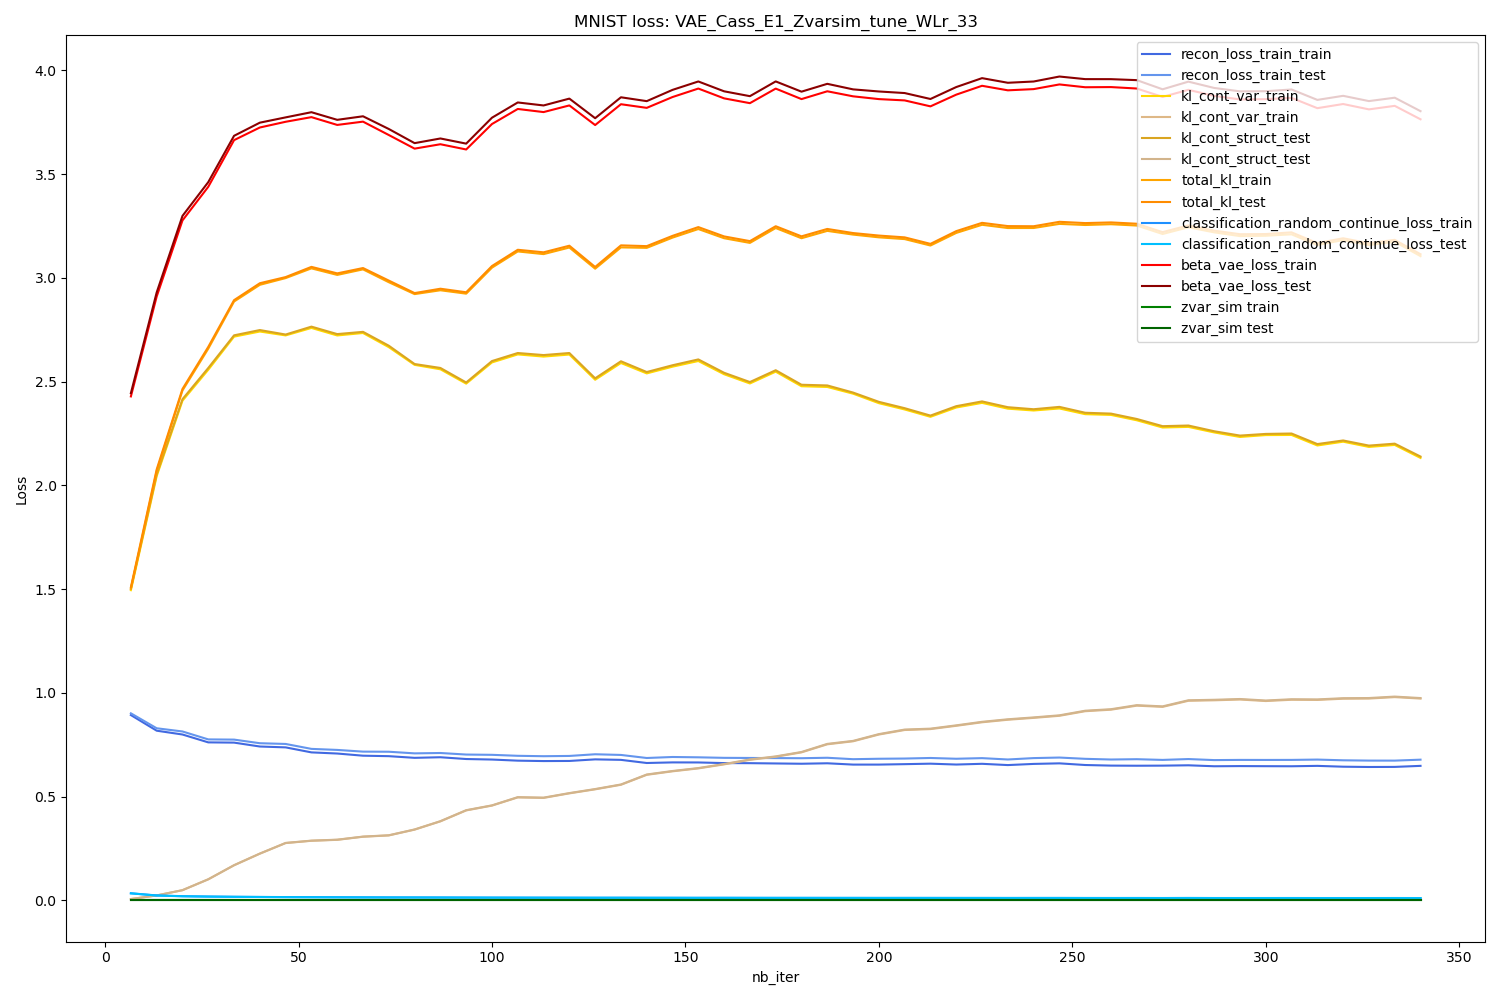 MNIST loss: VAE_Cass_E1_Zvarsim_tune_WLr_33
recon_loss_train_train
recon_loss_train_test
kl_cont_var_train
kl_cont_var_train
kl_cont_struct_test
kl_cont_struct_test
total_kl_train
total_kl_test
classification_random_continue_loss_train
classification_random_continue_loss_test
beta_vae_loss_train
beta_vae_loss_test
zvar_sim train
zvar_sim test
4.0
3.5
3.0
2.5
2.0
1.5
1.0
0.5
0.0
Loss
0 50 100 150 200 250 300 350
nb_iter